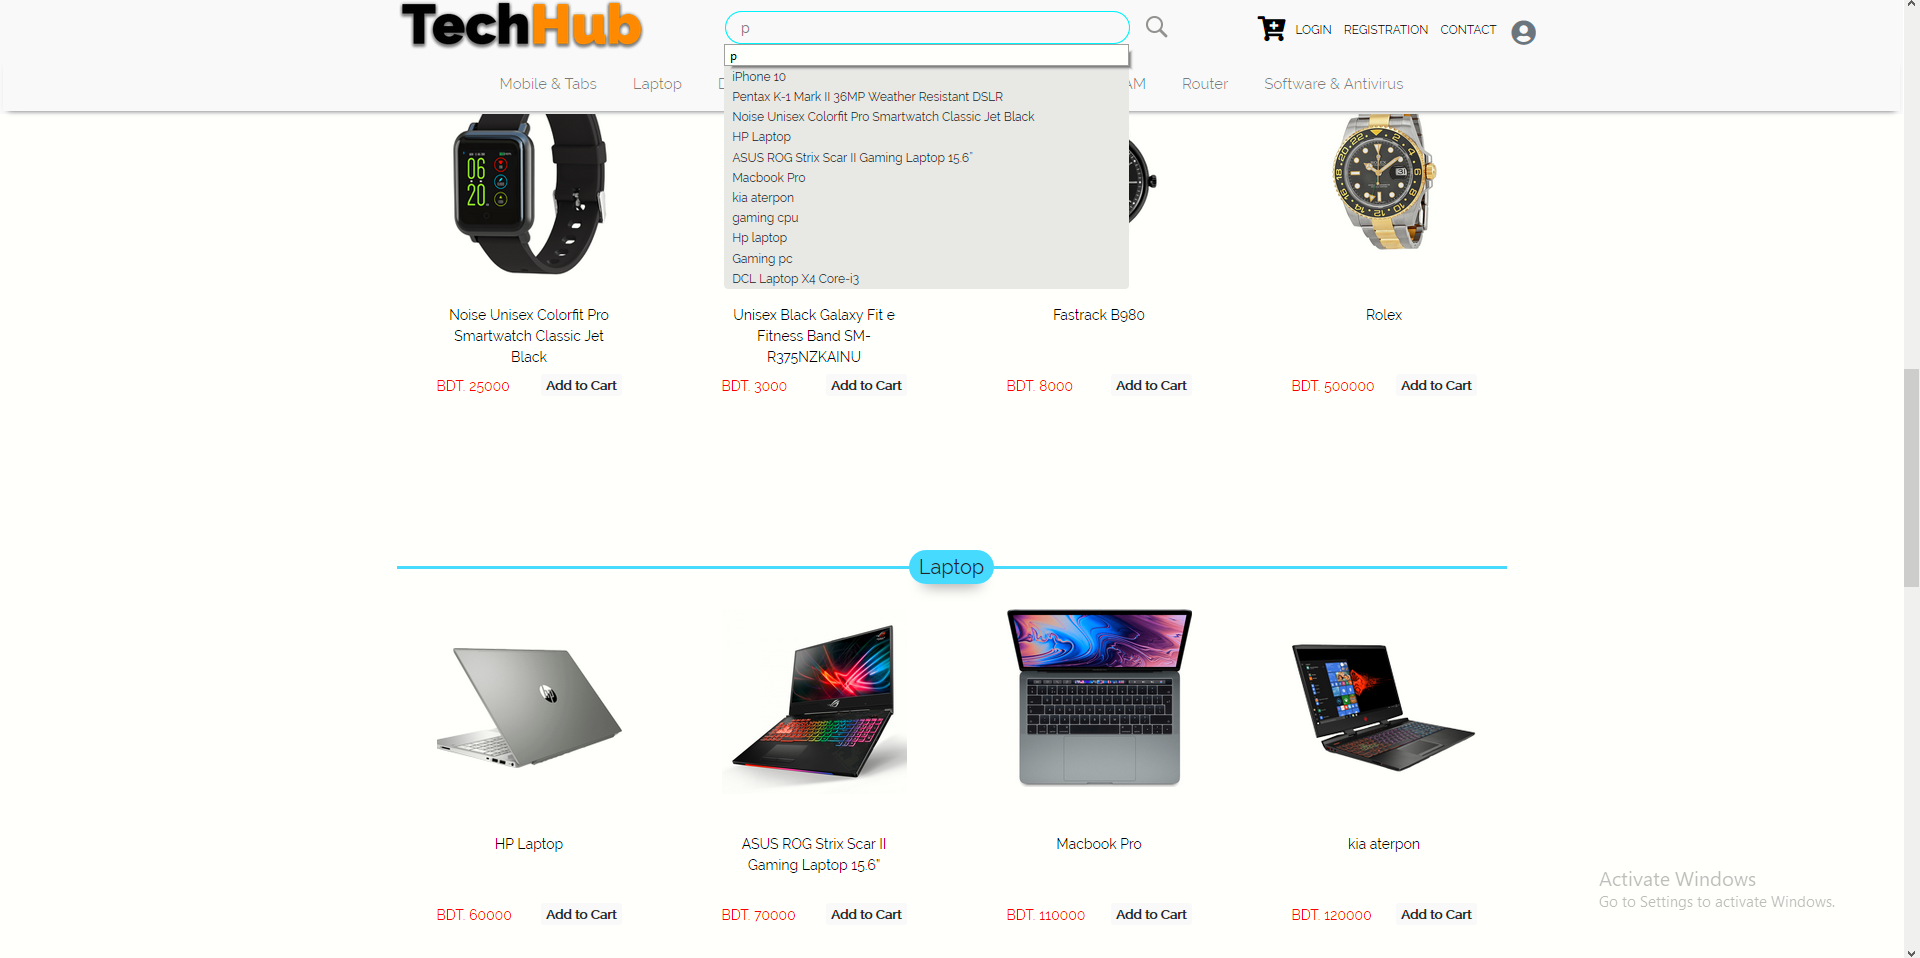 TechHub
p
LOGIN REGISTRATION CONTACT
p
Mobile & Tabs Laptop D AM Router Software & Antivirus
iPhone 10
Pentax K-1 Mark II 36MP Weather Resistant DSLR
Noise Unisex Colorfit Pro Smartwatch Classic Jet Black
HP Laptop
ASUS ROG Strix Scar II Gaming Laptop 15.6”
Macbook Pro
kia aterpon
gaming cpu
Hp laptop
Gaming pc
DCL Laptop X4 Core-i3
06
20
ROLEX
Noise Unisex Colorfit Pro
Smartwatch Classic Jet
Black
BDT. 25000 Add to Cart
Unisex Black Galaxy Fit e
Fitness Band SM-
R375NZKAINU
BDT. 3000 Add to Cart
Fastrack B980
BDT. 8000 Add to Cart
Rolex
BDT. 500000 Add to Cart
Laptop
hp
HP Laptop
BDT. 60000 Add to Cart
ASUS ROG Strix Scar II
Gaming Laptop 15.6”
BDT. 70000 Add to Cart
Macbook Pro
BDT. 110000 Add to Cart
kia aterpon
BDT. 120000 Add to Cart
Activate Windows
Go to Settings to activate Windows.